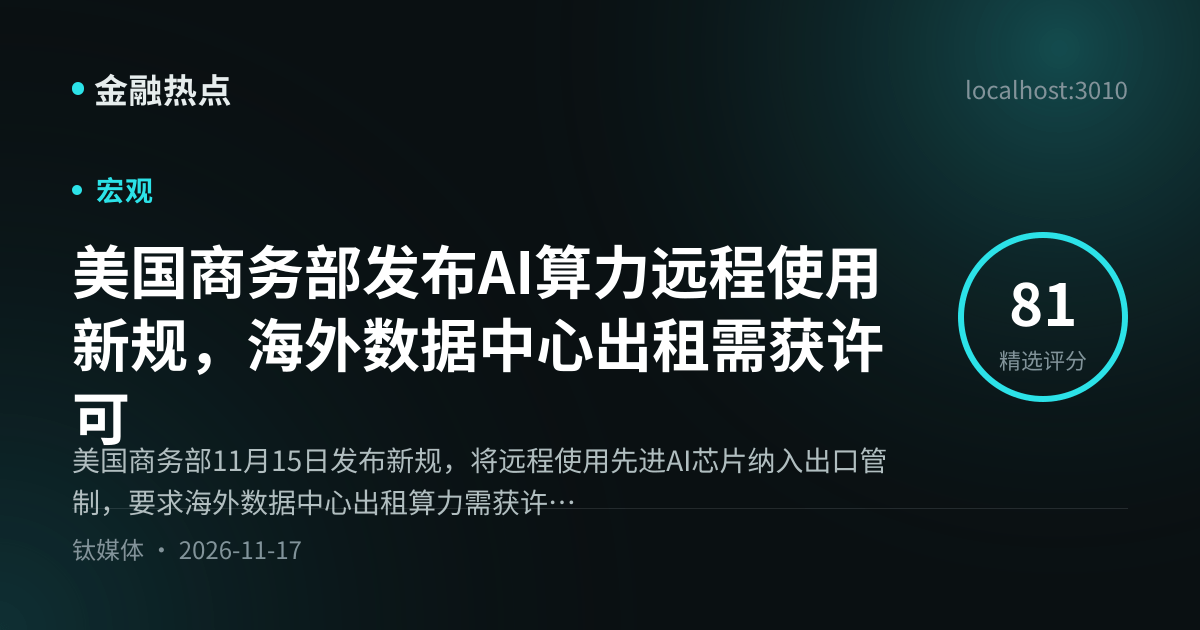 金融热点
localhost:3010
宏观
美国商务部发布AI算力远程使用
新规，海外数据中心出租需获许
可
81
精选评分
美国商务部11月15日发布新规，将远程使用先进AI芯片纳入出口管
制，要求海外数据中心出租算力需获许…
钛媒体 · 2026-11-17